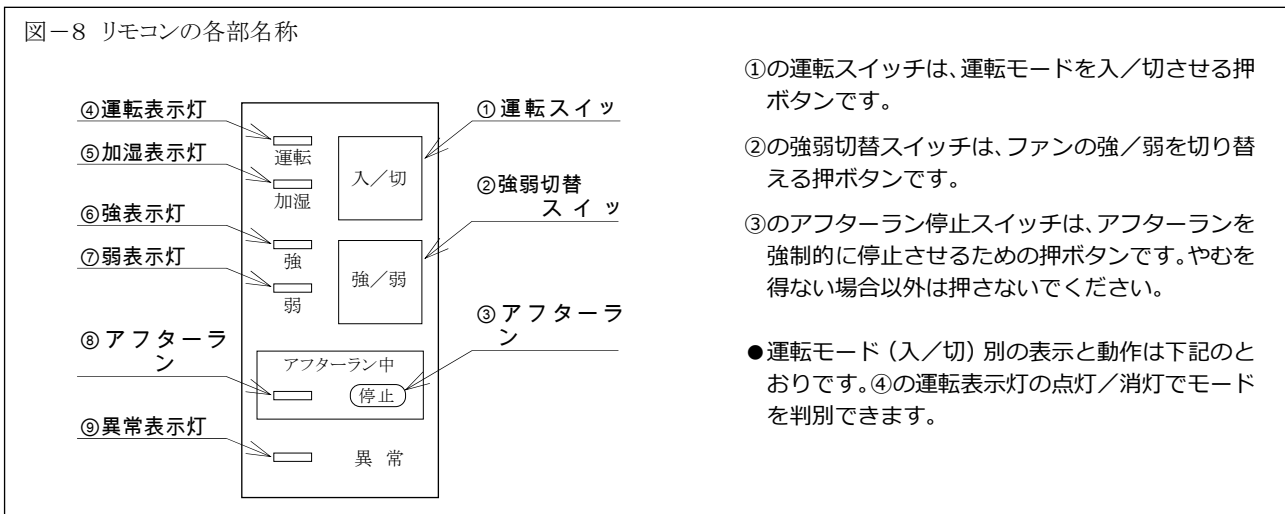 図－8 リモコンの各部名称
④運転表示灯
⑤加湿表示灯
⑥強表示灯
⑦弱表示灯
⑧アフターラ
ン
⑨異常表示灯
運転
加湿
入／切
強
弱
強／弱
アフターラン中
停止
異 常
①運転スイッ
②強弱切替
スイッ
③アフターラ
ン
①の運転スイッチは、運転モードを入／切させる押
ボタンです。
②の強弱切替スイッチは、ファンの強／弱を切り替
える押ボタンです。
③のアフターラン停止スイッチは、アフターランを
強制的に停止させるための押ボタンです。やむを
得ない場合以外は押さないでください。
●運転モード（入／切）別の表示と動作は下記のと
おりです。④の運転表示灯の点灯／消灯でモード
を判別できます。